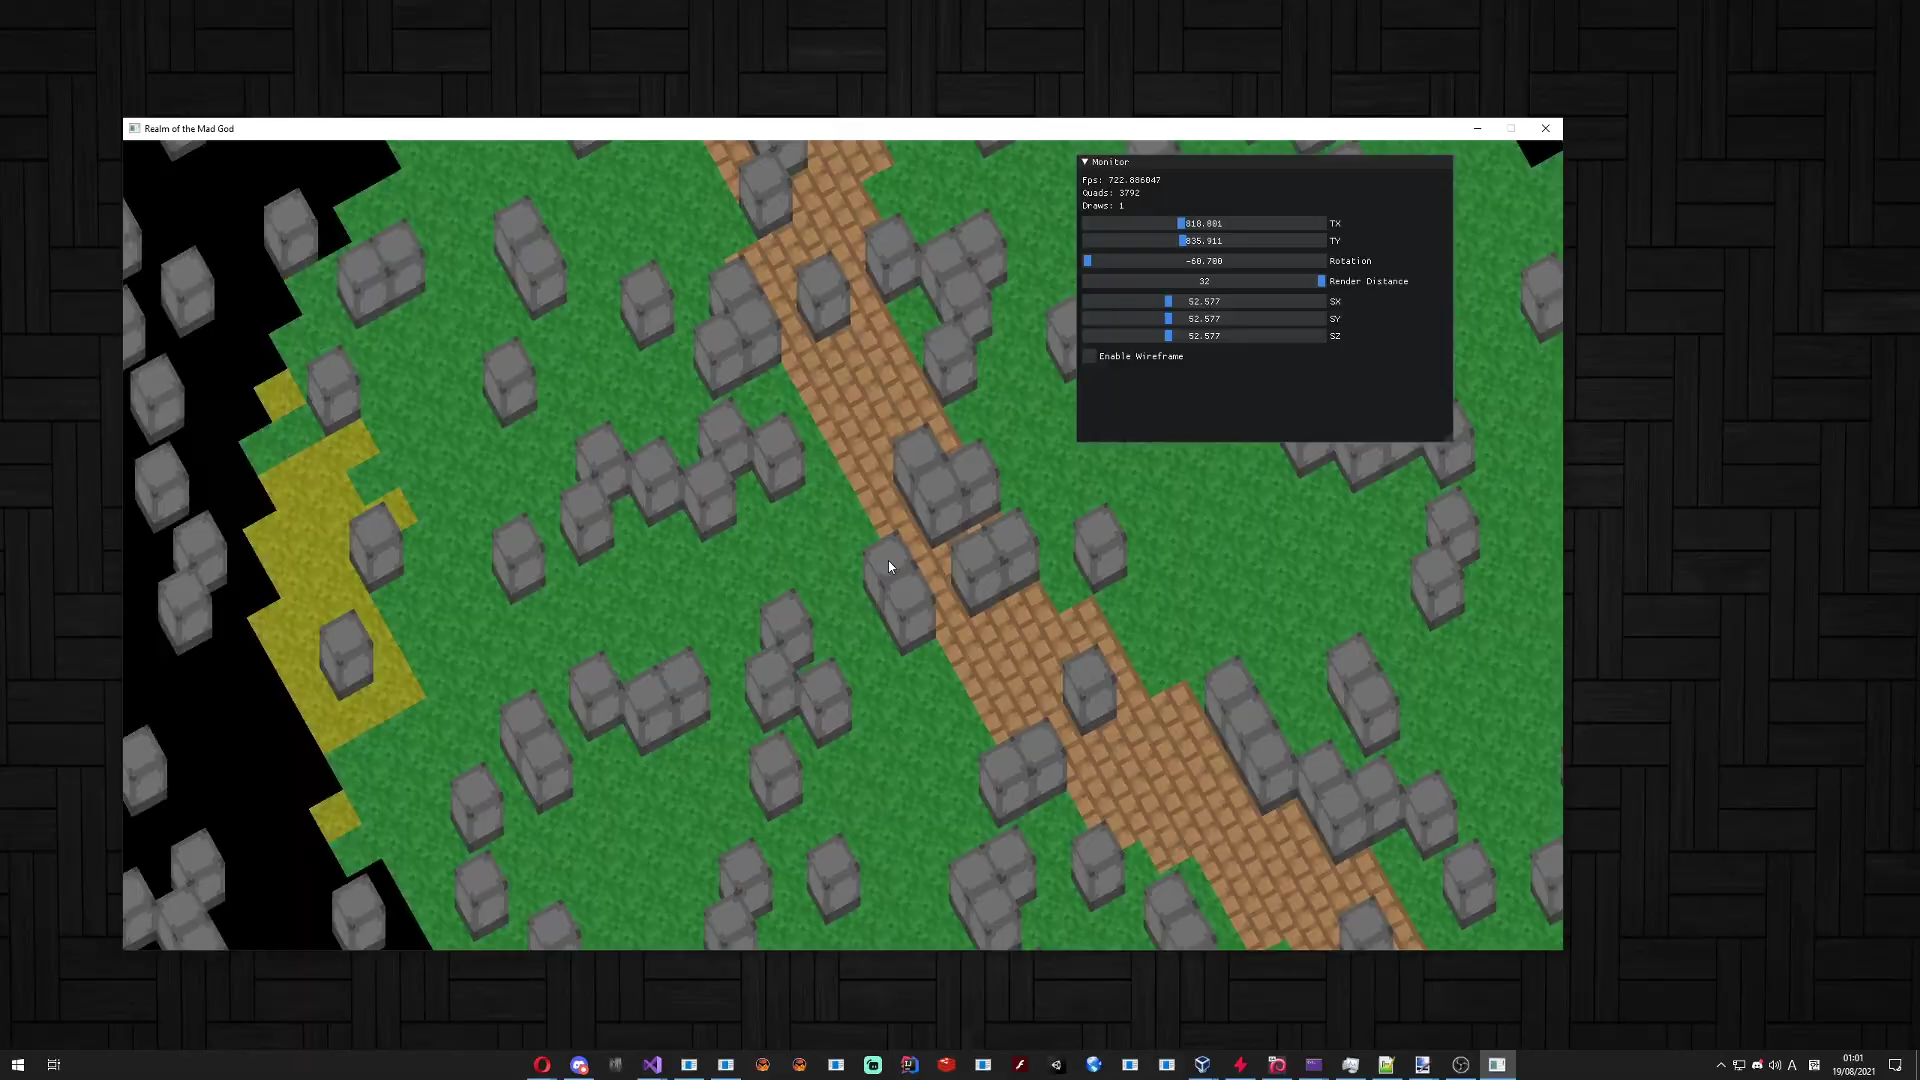 Realm of the Mad God
Monitor
Fps: 722.886047
Quads: 3792
Draws: 1
818.801 TX
835.911 TY
-60.700 Rotation
32 Render Distance
52.577 SX
52.577 SY
52.577 SZ
Enable Wireframe
A
01:01
19/08/2021